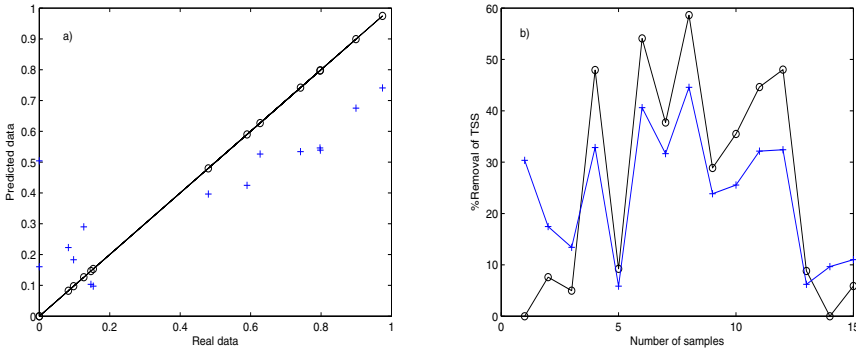 a)
Predicted data
1
0.9
0.8
0.7
0.6
0.5
0.4
0.3
0.2
0.1
0
0 0.2 0.4 0.6 0.8 1
Real data
b)
%Removal of TSS
60
50
40
30
20
10
0
0 5 10 15
Number of samples